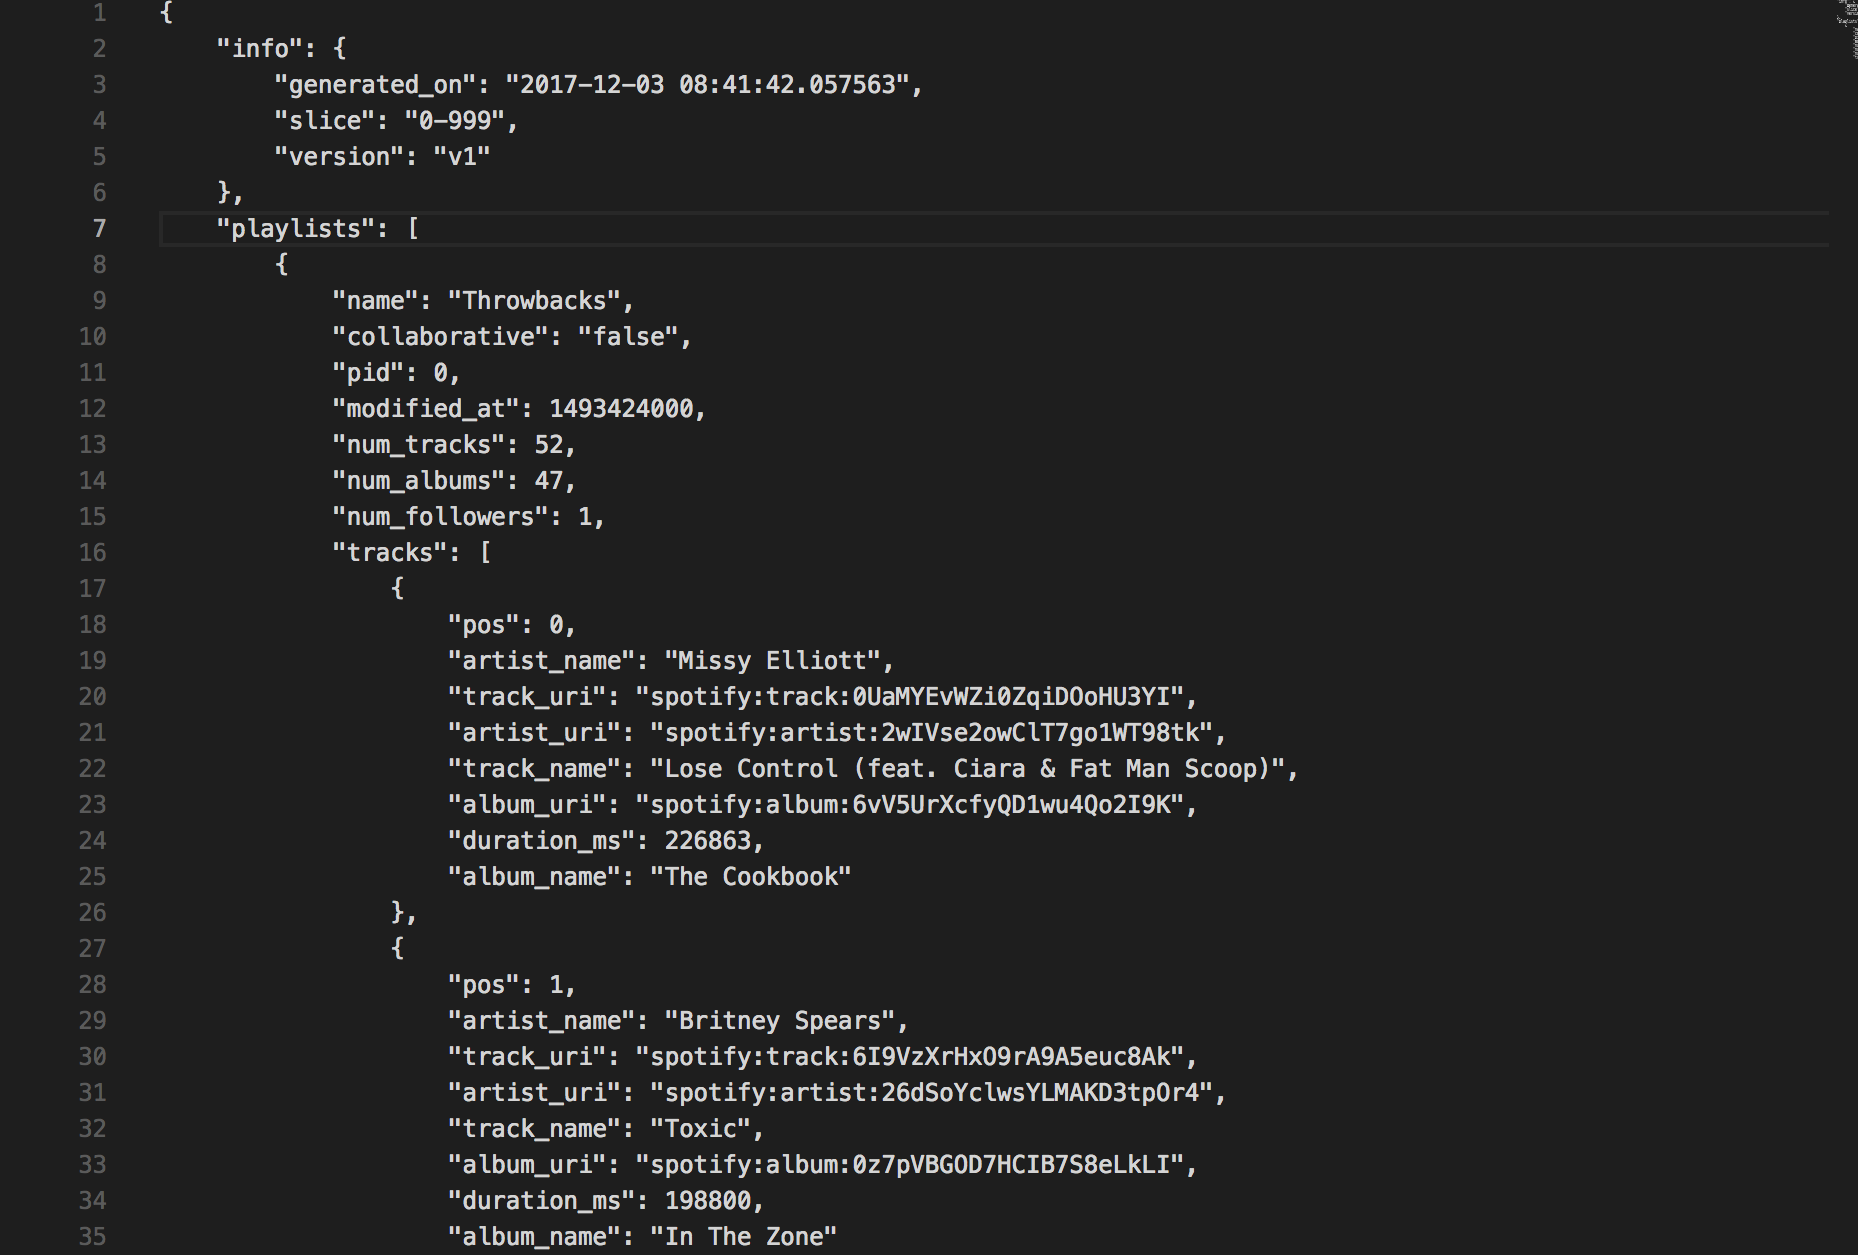 1 {
2 "info": {
3 "generated_on": "2017-12-03 08:41:42.057563",
4 "slice": "0-999",
5 "version": "v1"
6 },
7 "playlists": [
8 {
9 "name": "Throwbacks",
10 "collaborative": "false",
11 "pid": 0,
12 "modified_at": 1493424000,
13 "num_tracks": 52,
14 "num_albums": 47,
15 "num_followers": 1,
16 "tracks": [
17 {
18 "pos": 0,
19 "artist_name": "Missy Elliott",
20 "track_uri": "spotify:track:0UaMYEvWZi0ZqiDOoHU3YI",
21 "artist_uri": "spotify:artist:2wIVse2owClT7go1WT98tk",
22 "track_name": "Lose Control (feat. Ciara & Fat Man Scoop)",
23 "album_uri": "spotify:album:6vV5UrXcfyQD1wu4Qo2I9K",
24 "duration_ms": 226863,
25 "album_name": "The Cookbook"
26 },
27 {
28 "pos": 1,
29 "artist_name": "Britney Spears",
30 "track_uri": "spotify:track:6I9VzXrHxO9rA9A5euc8Ak",
31 "artist_uri": "spotify:artist:26dSoYclwsYLMAKD3tpOr4",
32 "track_name": "Toxic",
33 "album_uri": "spotify:album:0z7pVBGOD7HCIB7S8eLkLI",
34 "duration_ms": 198800,
35 "album_name": "In The Zone"